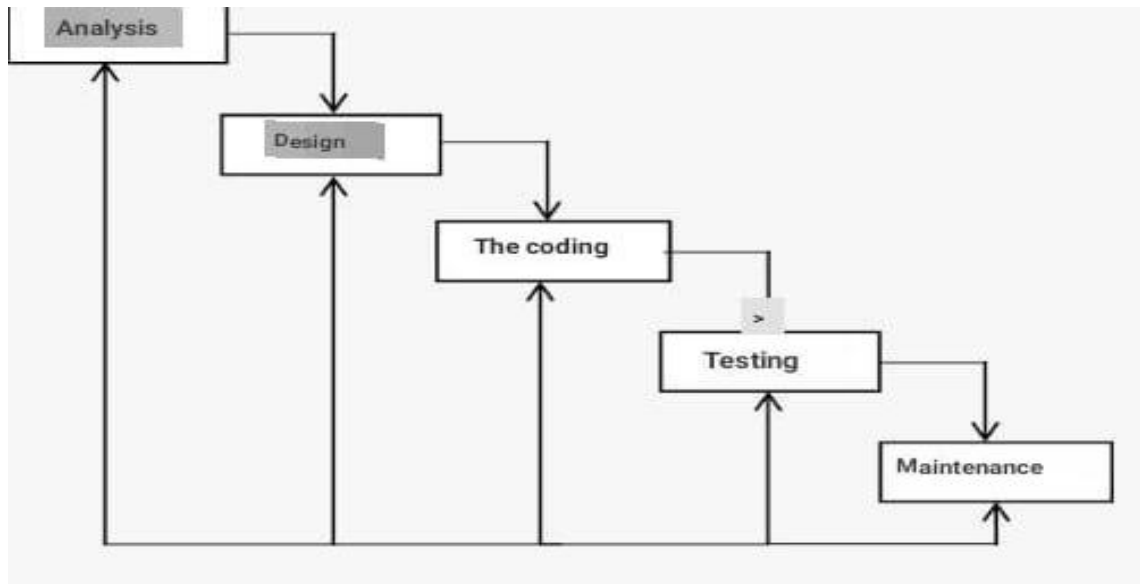 Analysis
Design
The coding
>
Testing
Maintenance